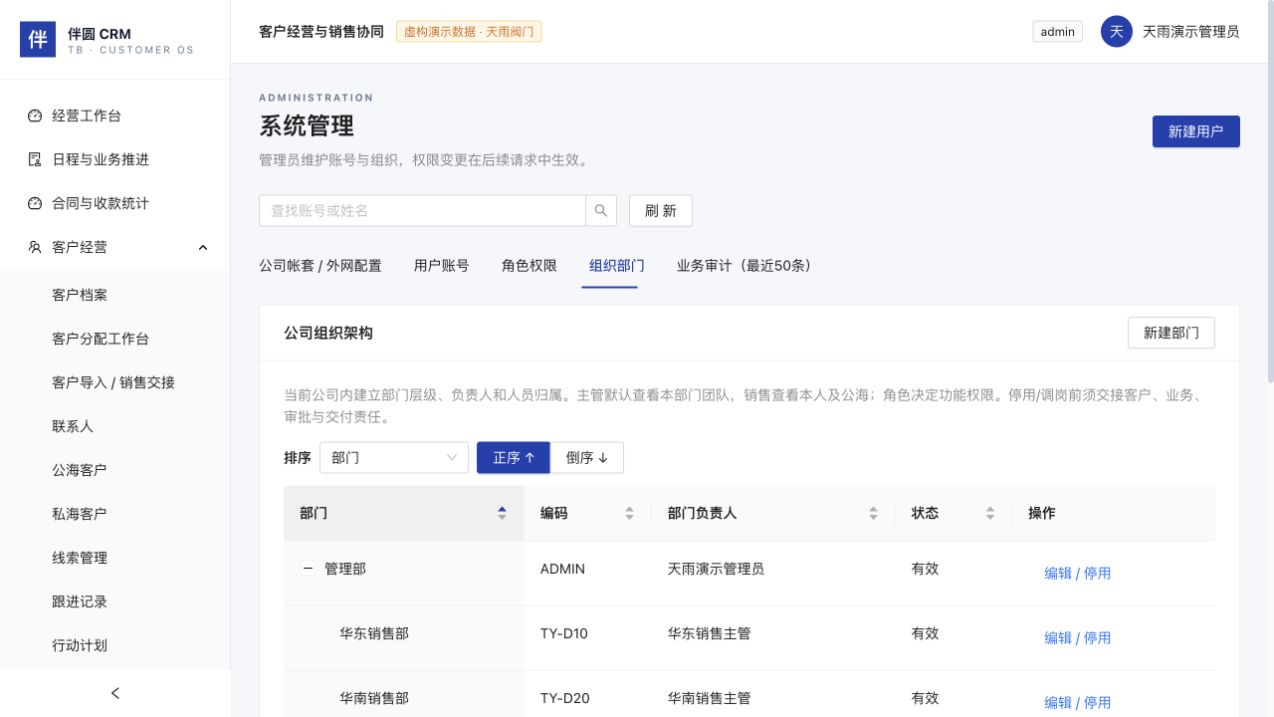 伴
伴圆 CRM
TB · CUSTOMER OS
客户经营与销售协同
虚构演示数据 · 天雨阀门
admin
天
天雨演示管理员
经营工作台
日程与业务推进
合同与收款统计
客户经营
客户档案
客户分配工作台
客户导入 / 销售交接
联系人
公海客户
私海客户
线索管理
跟进记录
行动计划
ADMINISTRATION
系统管理
管理员维护账号与组织，权限变更在后续请求中生效。
新建用户
查找账号或姓名
刷 新
公司帐套 / 外网配置
用户账号
角色权限
组织部门
业务审计（最近50条）
公司组织架构
新建部门
当前公司内建立部门层级、负责人和人员归属。主管默认查看本部门团队，销售查看本人及公海；角色决定功能权限。停用/调岗前须交接客户、业务、
审批与交付责任。
排序
部门
正序 ↑
倒序 ↓
部门 编码 部门负责人 状态 操作
管理部 ADMIN 天雨演示管理员 有效 编辑 / 停用
华东销售部 TY-D10 华东销售主管 有效 编辑 / 停用
华南销售部 TY-D20 华南销售主管 有效 编辑 / 停用